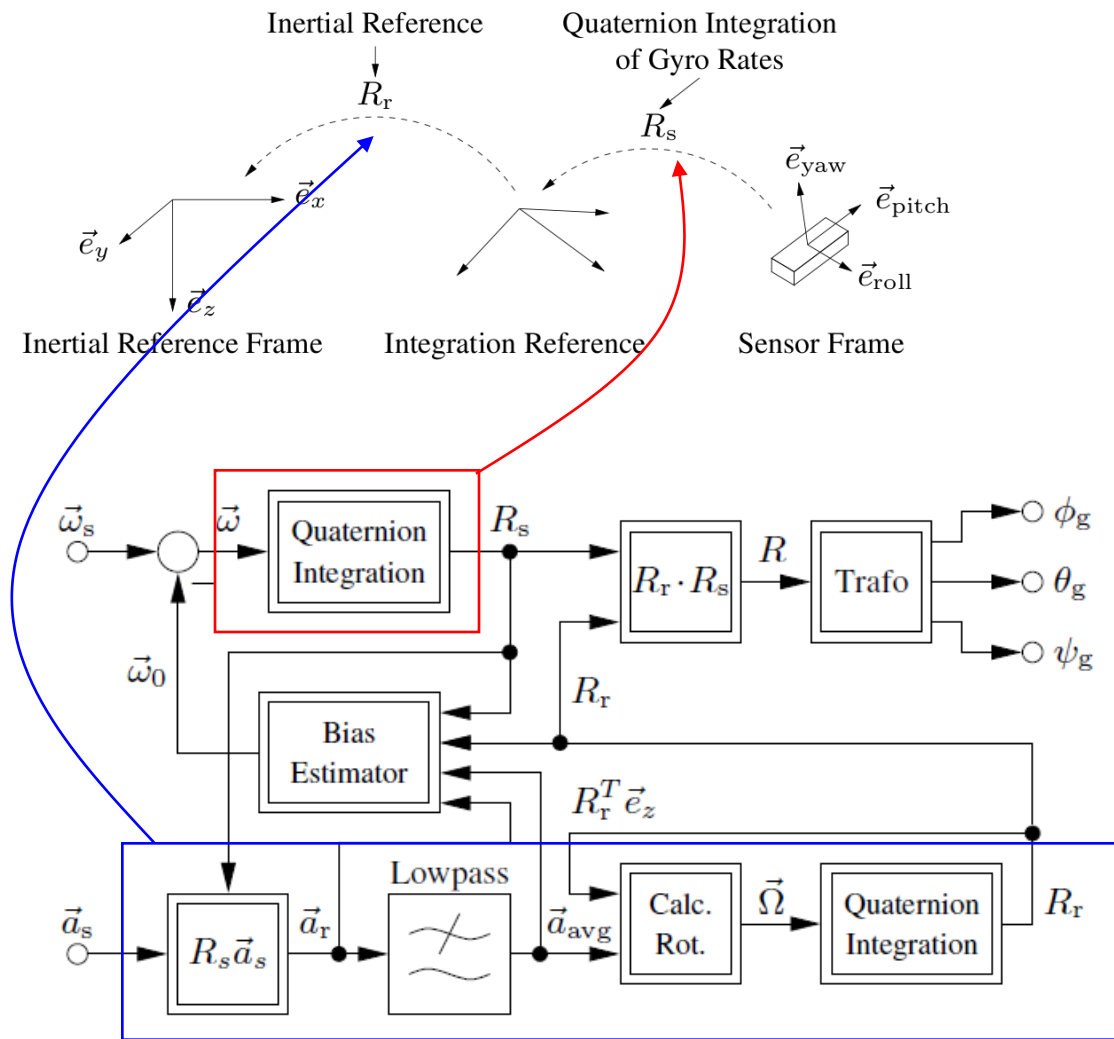 Inertial Reference
Quaternion Integration
of Gyro Rates
R_r
R_s
e⃗_yaw
e⃗_pitch
e⃗_roll
e⃗_x
e⃗_y
e⃗_z
Inertial Reference Frame
Integration Reference
Sensor Frame
ω⃗_s
ω⃗
Quaternion
Integration
R_s
R_r · R_s
R
Trafo
ϕ_g
θ_g
ψ_g
−
ω⃗_0
Bias
Estimator
R_r
R_r^T e⃗_z
a⃗_s
R_s a⃗_s
a⃗_r
Lowpass
a⃗_avg
Calc.
Rot.
Ω⃗
Quaternion
Integration
R_r